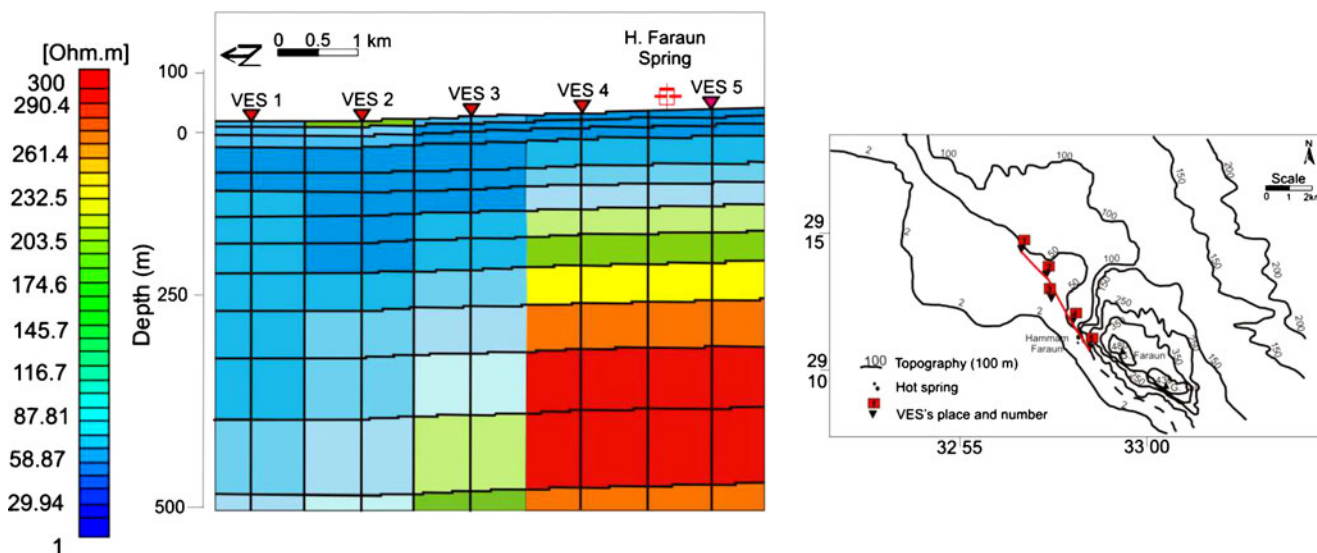 [Ohm.m]
300
290.4
261.4
232.5
203.5
174.6
145.7
116.7
87.81
58.87
29.94
1
N
0 0.5 1 km
H. Faraun
Spring
100
0
250
500
Depth (m)
VES 1
VES 2
VES 3
VES 4
VES 5
N
Scale
0 1 2km
29
15
29
10
32 55
33 00
2
100
100
100
100
150
150
150
150
200
200
200
50
50
2
2
2
250
350
Hammam
Faraun
Faraun
100 Topography (100 m)
Hot spring
VES's place and number